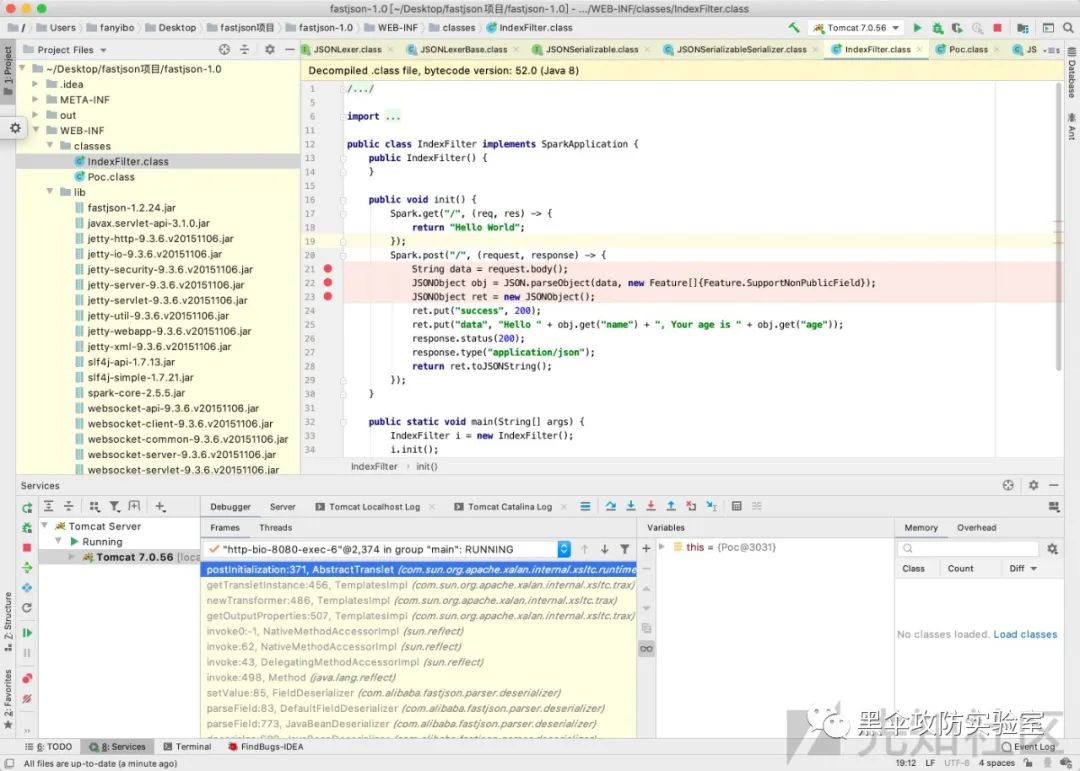 fastjson-1.0 [~/Desktop/fastjson项目/fastjson-1.0] - .../WEB-INF/classes/IndexFilter.class
/ Users fanyibo Desktop fastjson项目 fastjson-1.0 WEB-INF classes IndexFilter.class Tomcat 7.0.56
1: Project
Project Files
JSONLexer.class JSONLexerBase.class JSONSerializable.class JSONSerializableSerializer.class IndexFilter.class Poc.class JS
Database
Ant
Decompiled .class file, bytecode version: 52.0 (Java 8)
~/Desktop/fastjson项目/fastjson-1.0
.idea
META-INF
out
WEB-INF
classes
IndexFilter.class
Poc.class
lib
fastjson-1.2.24.jar
javax.servlet-api-3.1.0.jar
jetty-http-9.3.6.v20151106.jar
jetty-io-9.3.6.v20151106.jar
jetty-security-9.3.6.v20151106.jar
jetty-server-9.3.6.v20151106.jar
jetty-servlet-9.3.6.v20151106.jar
jetty-util-9.3.6.v20151106.jar
jetty-webapp-9.3.6.v20151106.jar
jetty-xml-9.3.6.v20151106.jar
slf4j-api-1.7.13.jar
slf4j-simple-1.7.21.jar
spark-core-2.5.5.jar
websocket-api-9.3.6.v20151106.jar
websocket-client-9.3.6.v20151106.jar
websocket-common-9.3.6.v20151106.jar
websocket-server-9.3.6.v20151106.jar
websocket-servlet-9.3.6.v20151106.jar
1 /.../
5
6 import ...
11
12 public class IndexFilter implements SparkApplication {
13 public IndexFilter() {
14 }
15
16 public void init() {
17 Spark.get("/", (req, res) -> {
18 return "Hello World";
19 });
20 Spark.post("/", (request, response) -> {
21 String data = request.body();
22 JSONObject obj = JSON.parseObject(data, new Feature[]{Feature.SupportNonPublicField});
23 JSONObject ret = new JSONObject();
24 ret.put("success", 200);
25 ret.put("data", "Hello " + obj.get("name") + ", Your age is " + obj.get("age"));
26 response.status(200);
27 response.type("application/json");
28 return ret.toJSONString();
29 });
30 }
31
32 public static void main(String[] args) {
33 IndexFilter i = new IndexFilter();
34 i.init();
IndexFilter › init()
Services
Debugger Server Tomcat Localhost Log Tomcat Catalina Log
Tomcat Server
Running
Tomcat 7.0.56 [loca
Frames Threads
"http-bio-8080-exec-6"@2,374 in group "main": RUNNING
postInitialization:371, AbstractTranslet (com.sun.org.apache.xalan.internal.xsltc.runtime
getTransletInstance:456, TemplatesImpl (com.sun.org.apache.xalan.internal.xsltc.trax)
newTransformer:486, TemplatesImpl (com.sun.org.apache.xalan.internal.xsltc.trax)
getOutputProperties:507, TemplatesImpl (com.sun.org.apache.xalan.internal.xsltc.trax)
invoke0:-1, NativeMethodAccessorImpl (sun.reflect)
invoke:62, NativeMethodAccessorImpl (sun.reflect)
invoke:43, DelegatingMethodAccessorImpl (sun.reflect)
invoke:498, Method (java.lang.reflect)
setValue:85, FieldDeserializer (com.alibaba.fastjson.parser.deserializer)
parseField:83, DefaultFieldDeserializer (com.alibaba.fastjson.parser.deserializer)
parseField:773, JavaBeanDeserializer (com.alibaba.fastjson.parser.deserializer)
Variables
this = {Poc@3031}
Memory Overhead
Class Count Diff
No classes loaded. Load classes
Z: Structure
2: Favorites
黑伞攻防实验室
先知社区
6: TODO 8: Services Terminal FindBugs-IDEA Event Log
All files are up-to-date (a minute ago) 19:12 LF UTF-8 4 spaces